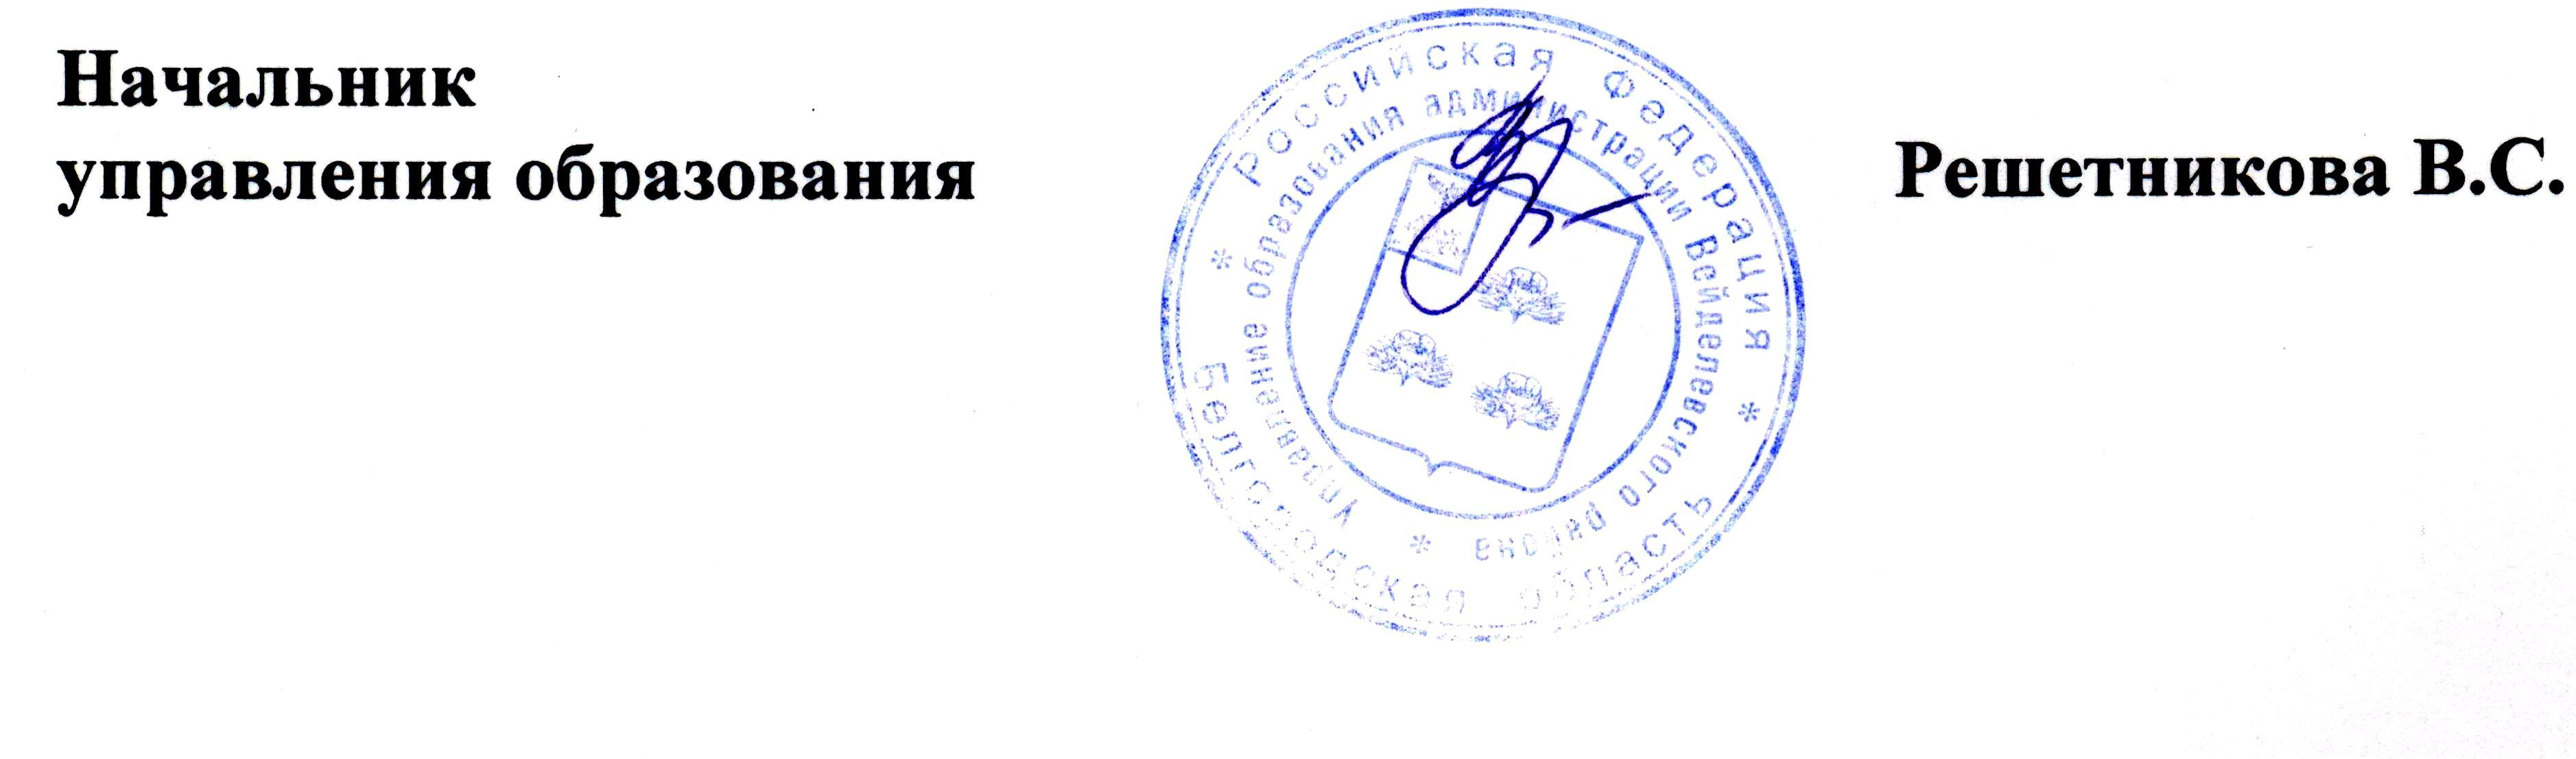 Начальник
управления образования
Решетникова В.С.
* Российская Федерация *
Белгородская область
Управление образования администрации Вейделевского района *